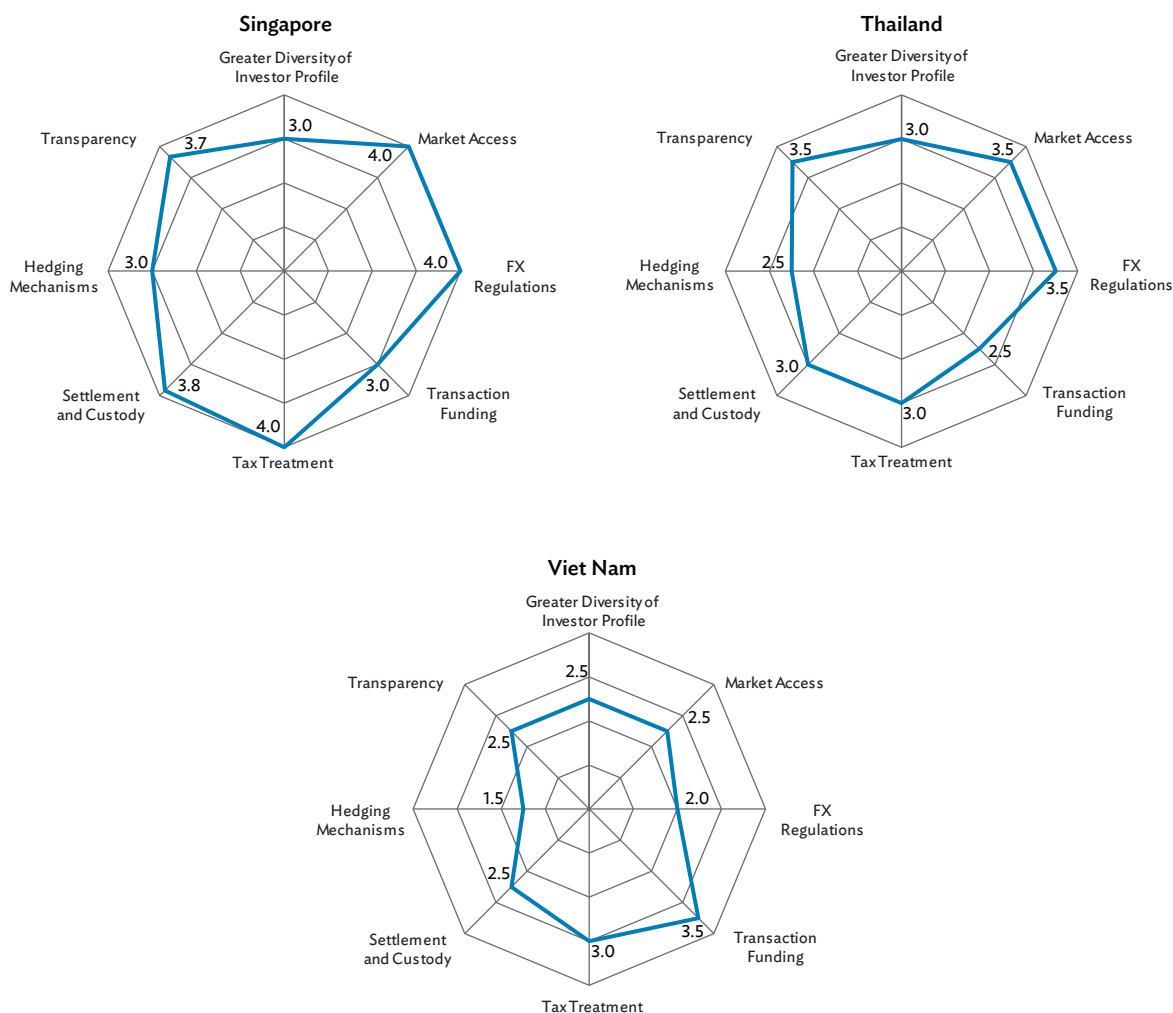 Singapore
Greater Diversity of
Investor Profile
3.0
Market Access
4.0
FX
Regulations
4.0
Transaction
Funding
3.0
Tax Treatment
4.0
Settlement
and Custody
3.8
Hedging
Mechanisms
3.0
Transparency
3.7
Thailand
Greater Diversity of
Investor Profile
3.0
Market Access
3.5
FX
Regulations
3.5
Transaction
Funding
2.5
Tax Treatment
3.0
Settlement
and Custody
3.0
Hedging
Mechanisms
2.5
Transparency
3.5
Viet Nam
Greater Diversity of
Investor Profile
2.5
Market Access
2.5
FX
Regulations
2.0
Transaction
Funding
3.5
Tax Treatment
3.0
Settlement
and Custody
2.5
Hedging
Mechanisms
1.5
Transparency
2.5